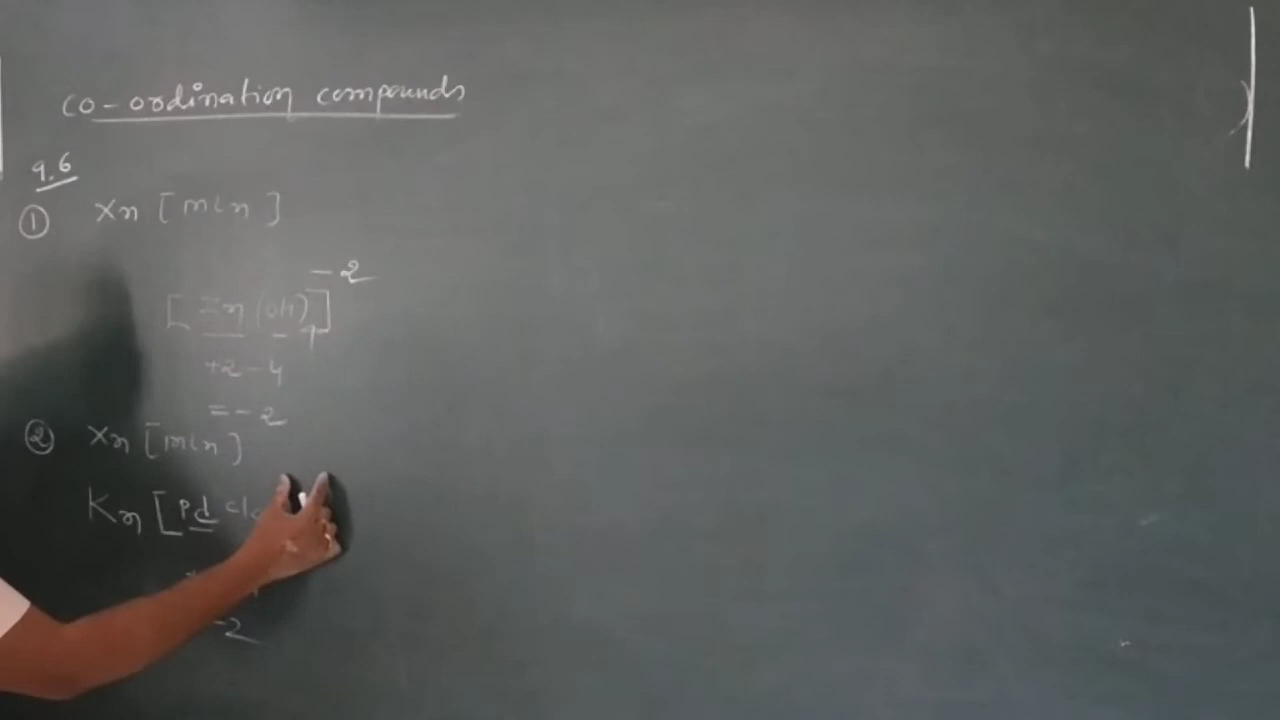 co-ordination compounds
9.6
① Xn [MLn]
[Zn(OH)4]-2
+2-4
=-2
② Xn [MLn]
Kn [Pd Cl
-2